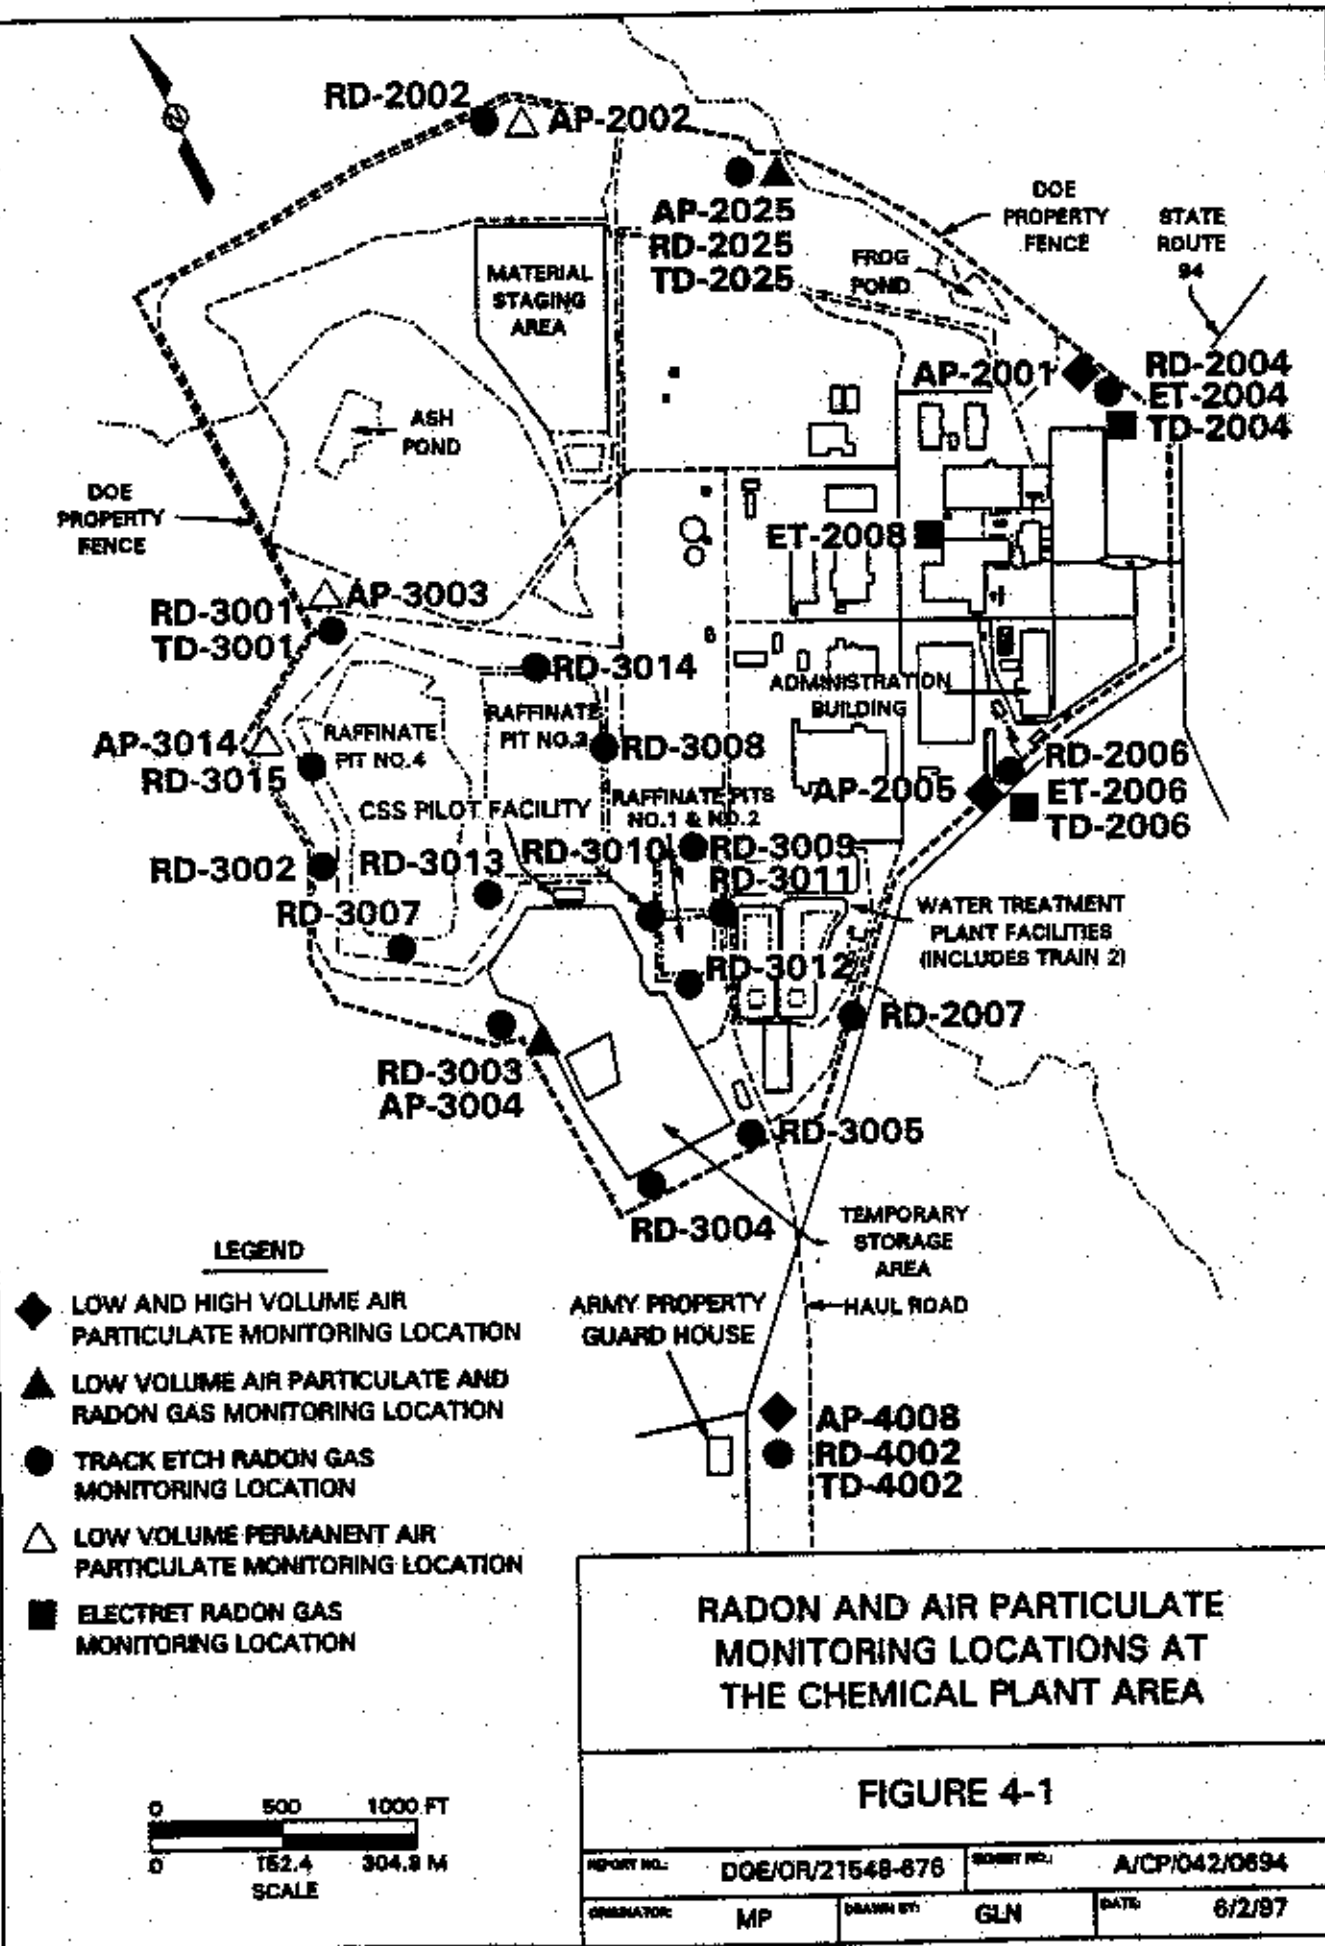 RD-2002
AP-2002
AP-2025
RD-2025
TD-2025
DOE
PROPERTY
FENCE
STATE
ROUTE
94
FROG
POND
MATERIAL
STAGING
AREA
AP-2001
RD-2004
ET-2004
TD-2004
ASH
POND
DOE
PROPERTY
FENCE
ET-2008
AP-3003
RD-3001
TD-3001
RD-3014
ADMINISTRATION
BUILDING
RAFFINATE
PIT NO.3
RAFFINATE
PIT NO.4
AP-3014
RD-3015
RD-3008
RD-2006
ET-2006
TD-2006
AP-2005
CSS PILOT FACILITY
RAFFINATE PITS
NO.1 & NO.2
RD-3002
RD-3013
RD-3010
RD-3009
RD-3011
RD-3007
WATER TREATMENT
PLANT FACILITIES
(INCLUDES TRAIN 2)
RD-3012
RD-2007
RD-3003
AP-3004
RD-3005
RD-3004
TEMPORARY
STORAGE
AREA
HAUL ROAD
ARMY PROPERTY
GUARD HOUSE
AP-4008
RD-4002
TD-4002
LEGEND
LOW AND HIGH VOLUME AIR
PARTICULATE MONITORING LOCATION
LOW VOLUME AIR PARTICULATE AND
RADON GAS MONITORING LOCATION
TRACK ETCH RADON GAS
MONITORING LOCATION
LOW VOLUME PERMANENT AIR
PARTICULATE MONITORING LOCATION
ELECTRET RADON GAS
MONITORING LOCATION
0 500 1000 FT
0 152.4 304.8 M
SCALE
RADON AND AIR PARTICULATE
MONITORING LOCATIONS AT
THE CHEMICAL PLANT AREA
FIGURE 4-1
REPORT NO.: DOE/OR/21548-676 EXHIBIT NO.: A/CP/042/0694
ORIGINATOR: MP DRAWN BY: GLN DATE: 6/2/97